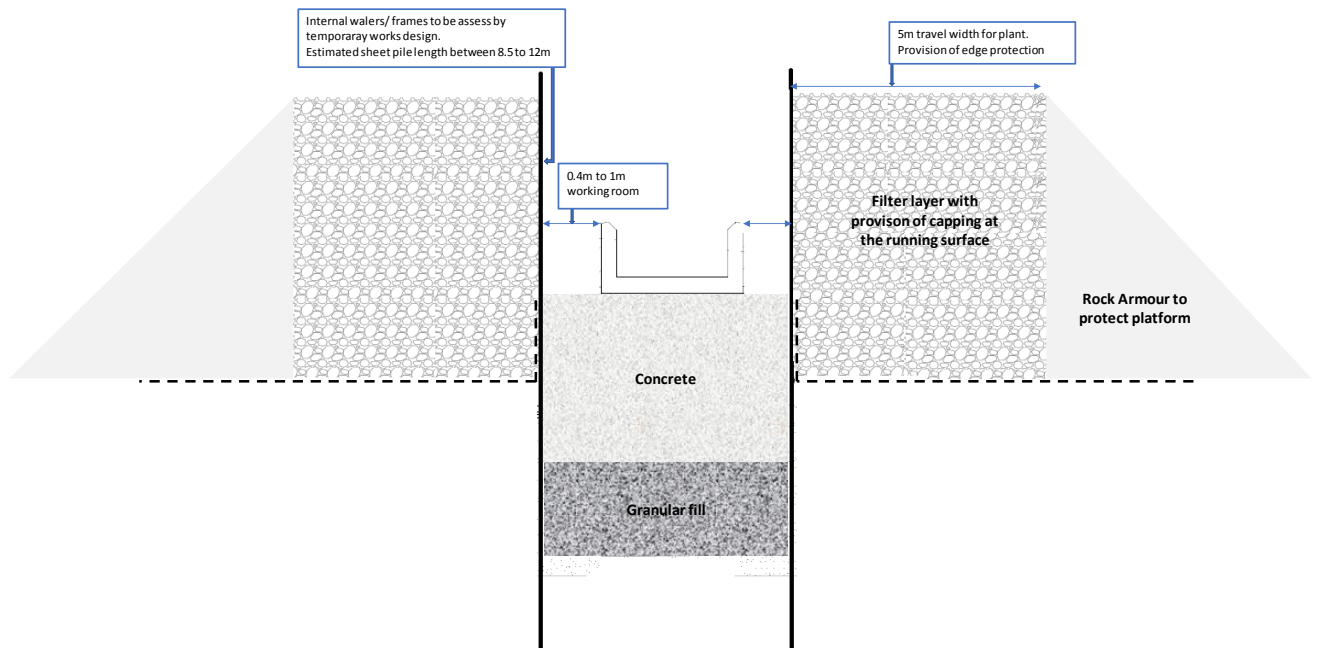 Internal walers/ frames to be assess by
temporaray works design.
Estimated sheet pile length between 8.5 to 12m
5m travel width for plant.
Provision of edge protection
0.4m to 1m
working room
Filter layer with
provison of capping at
the running surface
Rock Armour to
protect platform
Concrete
Granular fill